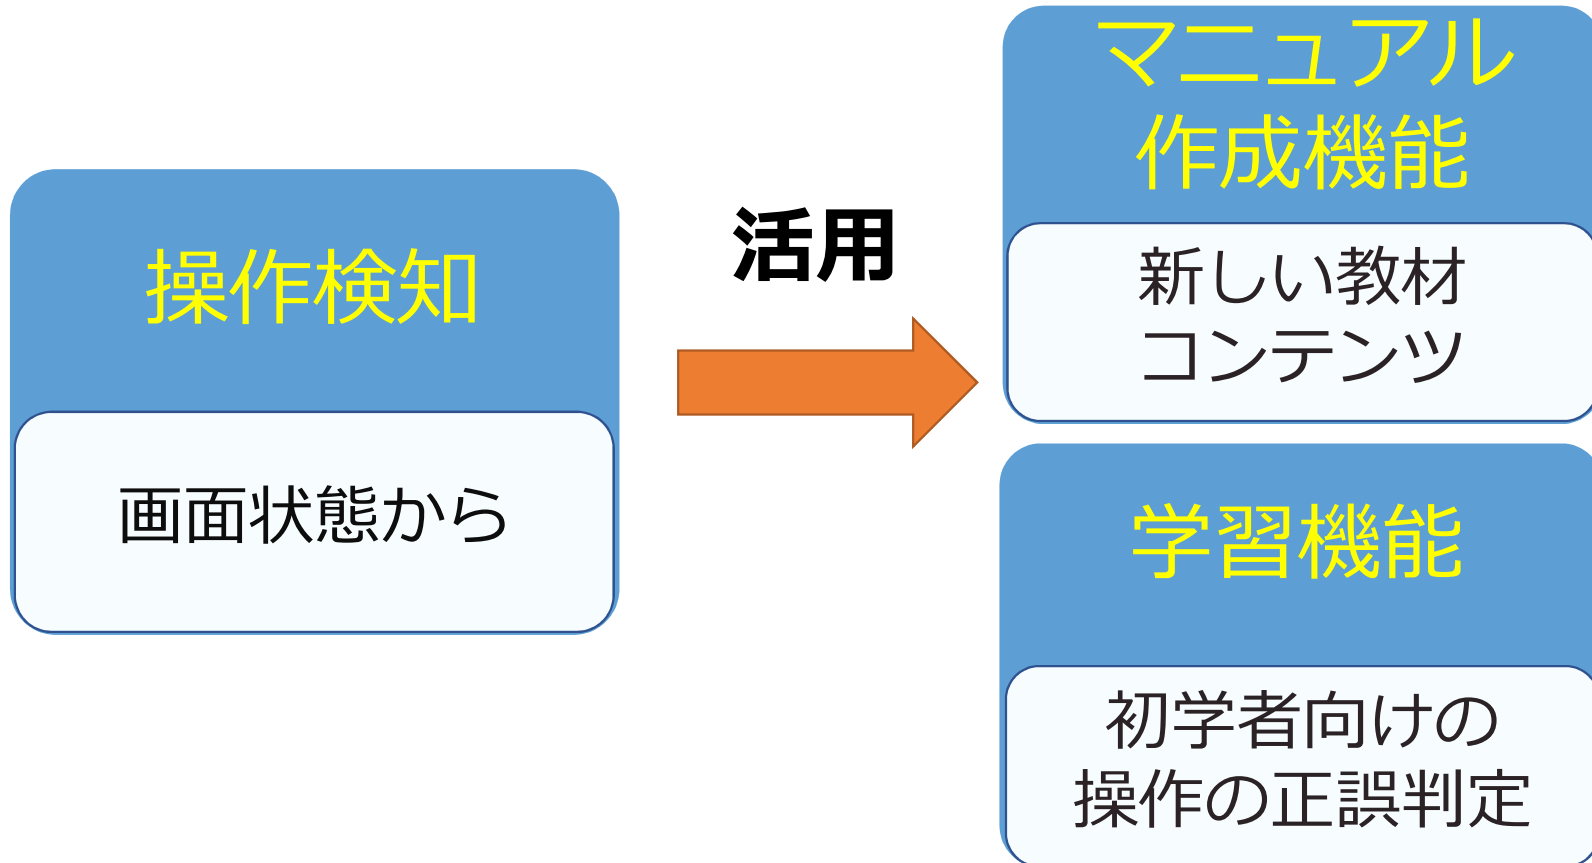 操作検知
画面状態から
活用
マニュアル
作成機能
新しい教材
コンテンツ
学習機能
初学者向けの
操作の正誤判定